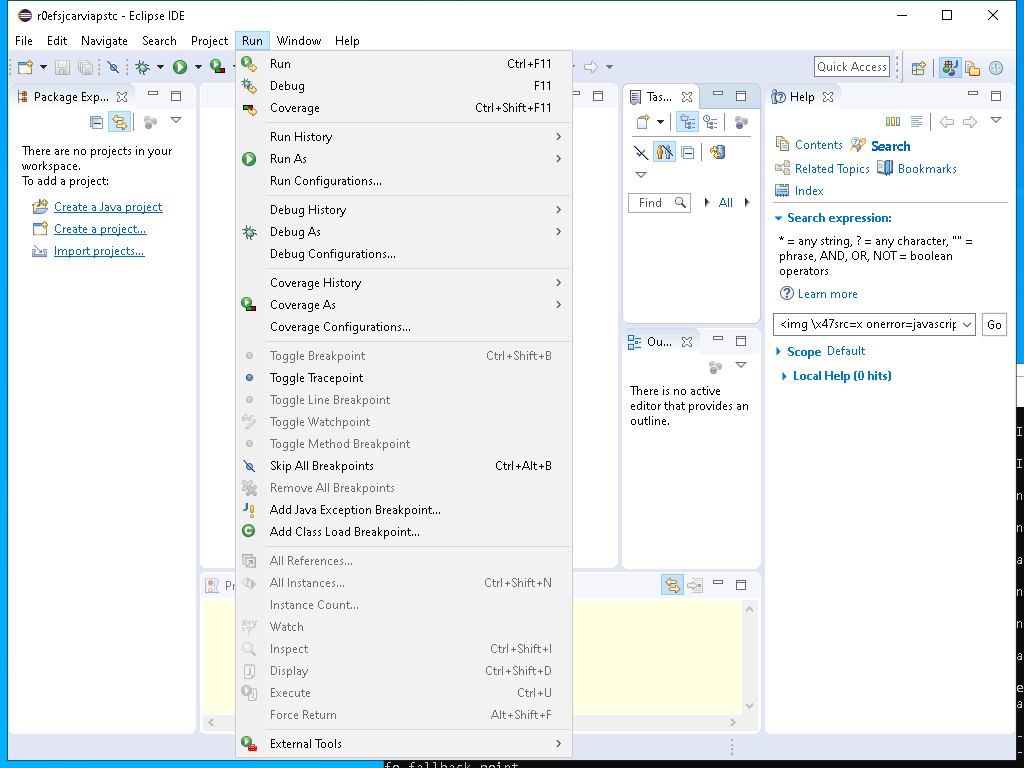 r0efsjcarviapstc - Eclipse IDE
File Edit Navigate Search Project Run Window Help
Quick Access
Package Exp...
There are no projects in your
workspace.
To add a project:
Create a Java project
Create a project...
Import projects...
Run Ctrl+F11
Debug F11
Coverage Ctrl+Shift+F11
Run History
Run As
Run Configurations...
Debug History
Debug As
Debug Configurations...
Coverage History
Coverage As
Coverage Configurations...
Toggle Breakpoint Ctrl+Shift+B
Toggle Tracepoint
Toggle Line Breakpoint
Toggle Watchpoint
Toggle Method Breakpoint
Skip All Breakpoints Ctrl+Alt+B
Remove All Breakpoints
Add Java Exception Breakpoint...
Add Class Load Breakpoint...
All References...
All Instances... Ctrl+Shift+N
Instance Count...
Watch
Inspect Ctrl+Shift+I
Display Ctrl+Shift+D
Execute Ctrl+U
Force Return Alt+Shift+F
External Tools
Pr
Tas...
Find All
Ou...
There is no active
editor that provides an
outline.
Help
Contents Search
Related Topics Bookmarks
Index
Search expression:
* = any string, ? = any character, "" =
phrase, AND, OR, NOT = boolean
operators
Learn more
<img \x47src=x onerror=javascrip Go
Scope Default
Local Help (0 hits)
fo fallback point